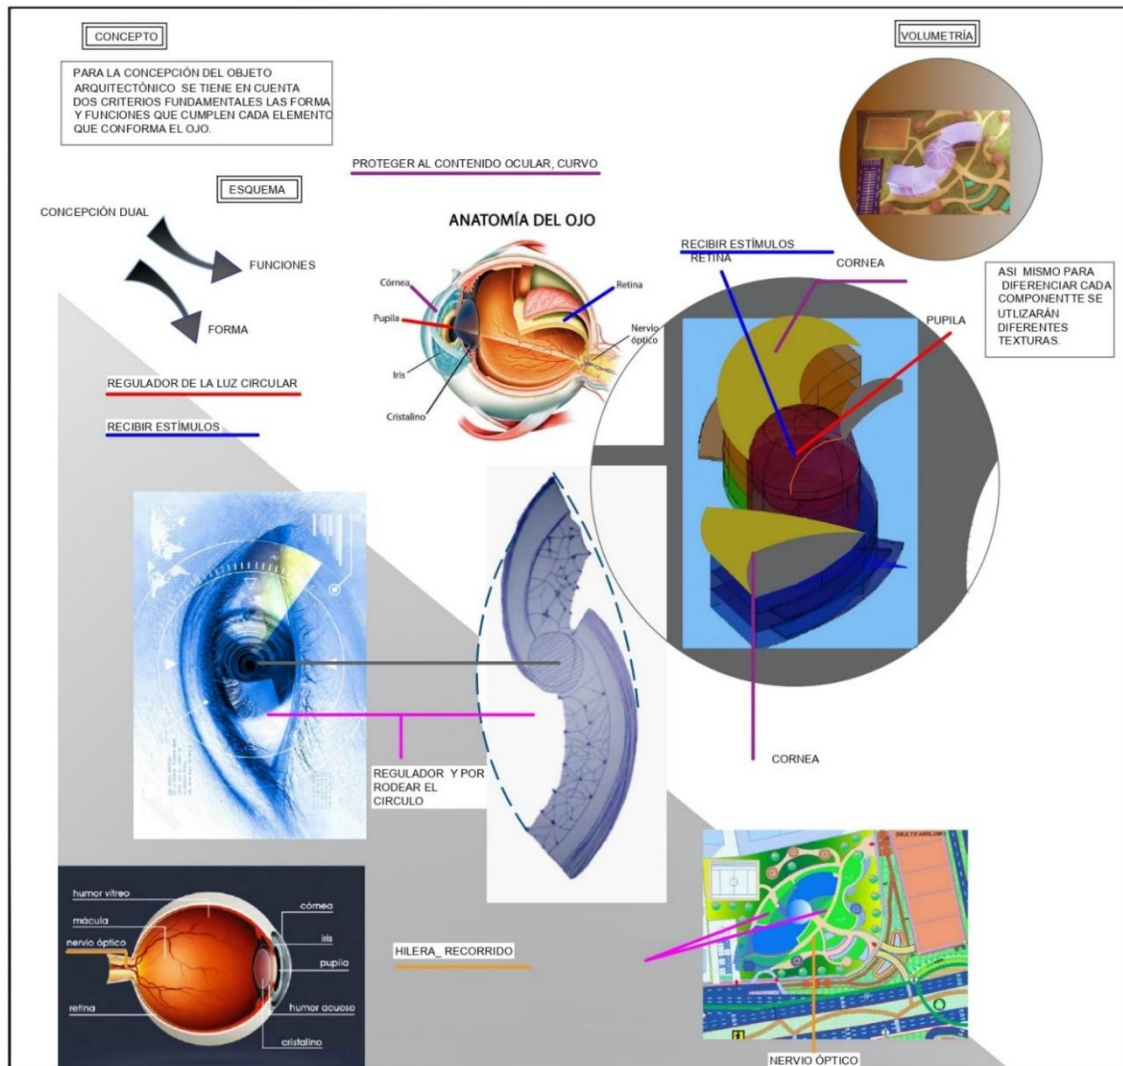 CONCEPTO
PARA LA CONCEPCIÓN DEL OBJETO
ARQUITECTÓNICO SE TIENE EN CUENTA
DOS CRITERIOS FUNDAMENTALES LAS FORMA
Y FUNCIONES QUE CUMPLEN CADA ELEMENTO
QUE CONFORMA EL OJO.
VOLUMETRÍA
PROTEGER AL CONTENIDO OCULAR, CURVO
ESQUEMA
CONCEPCIÓN DUAL
FUNCIONES
FORMA
ANATOMÍA DEL OJO
Córnea
Pupila
Iris
Cristalino
Retina
Nervio
óptico
RECIBIR ESTÍMULOS
RETINA
CORNEA
PUPILA
ASI MISMO PARA
DIFERENCIAR CADA
COMPONENTTE SE
UTLIZARÁN
DIFERENTES
TEXTURAS.
REGULADOR DE LA LUZ CIRCULAR
RECIBIR ESTÍMULOS
CORNEA
REGULADOR Y POR
RODEAR EL
CIRCULO
(MULTIFAMILIAR
humor vítreo
mácula
nervio óptico
retina
córnea
iris
pupila
humor acuoso
cristalino
HILERA_ RECORRIDO
NERVIO ÓPTICO